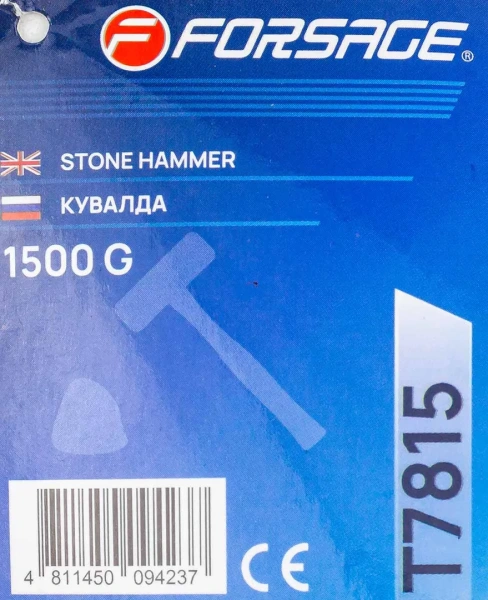 F FORSAGE®
STONE HAMMER
КУВАЛДА
1500 G
T7815
4 811450 094237
CE